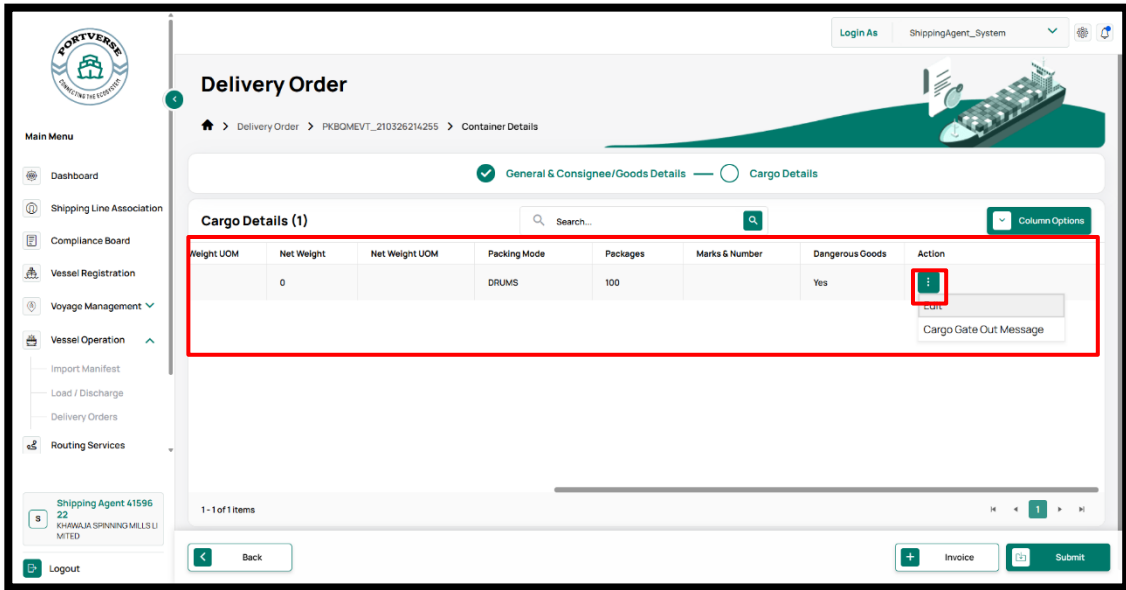 PORTVERSE
CONNECTING THE ECOSYSTEM
Login As
ShippingAgent_System
Delivery Order
Delivery Order > PKBQMEVT_210326214255 > Container Details
Main Menu
Dashboard
Shipping Line Association
Compliance Board
Vessel Registration
Voyage Management
Vessel Operation
Import Manifest
Load / Discharge
Delivery Orders
Routing Services
S
Shipping Agent 41596
22
KHAWAJA SPINNING MILLS LI
MITED
Logout
General & Consignee/Goods Details
Cargo Details
Cargo Details (1)
Search...
Column Options
Weight UOM Net Weight Net Weight UOM Packing Mode Packages Marks & Number Dangerous Goods Action
0 DRUMS 100 Yes
Edit
Cargo Gate Out Message
1 - 1 of 1 items
1
Back
Invoice
Submit